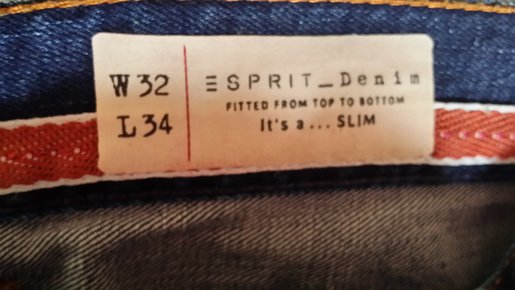 W32
L34
ESPRIT_Denim
FITTED FROM TOP TO BOTTOM
It's a... SLIM